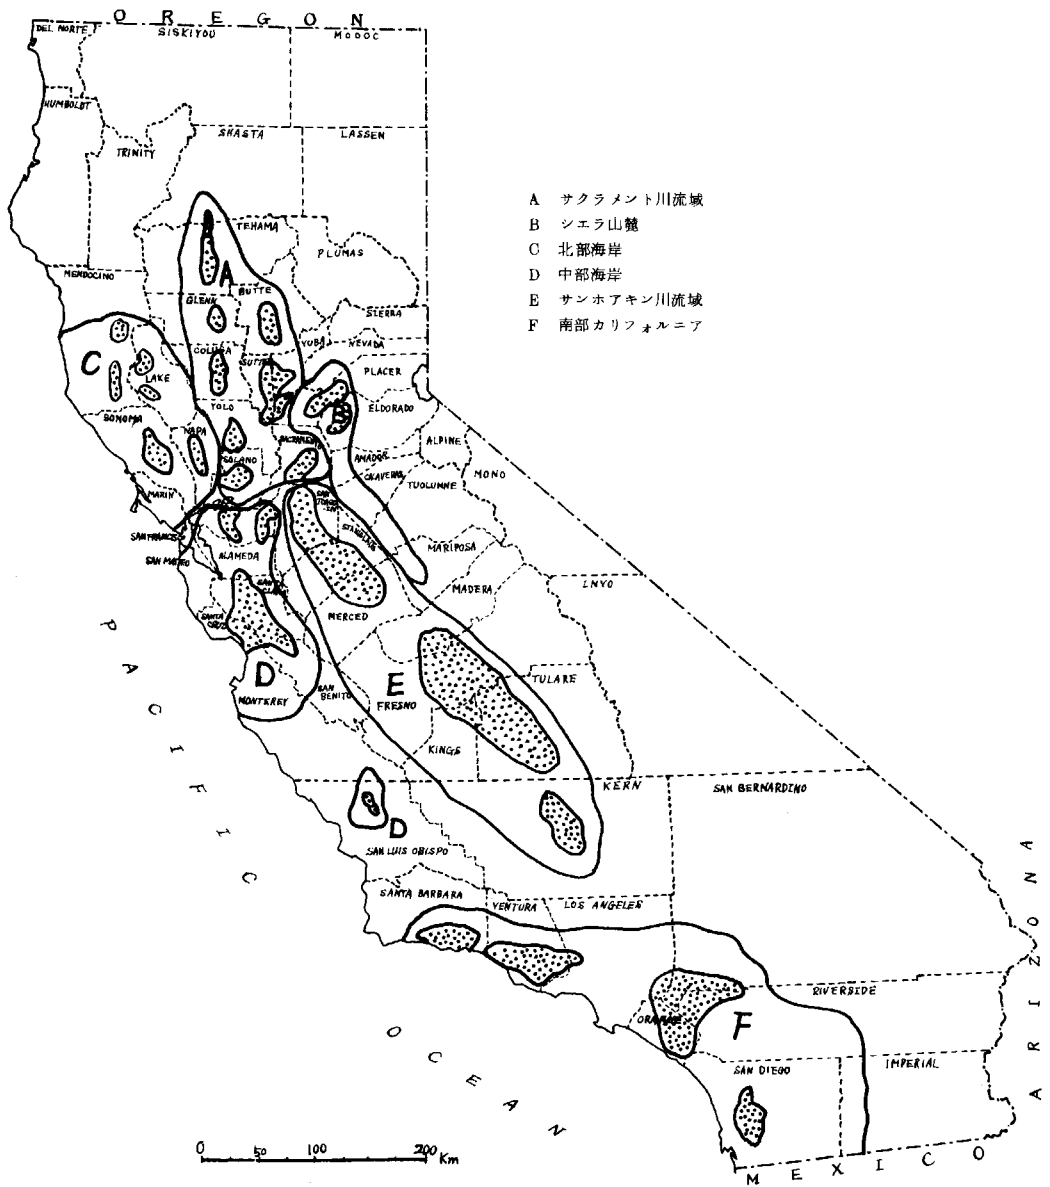 OREGON
DEL NORTE
SISKIYOU
MODOC
HUMBOLDT
TRINITY
SHASTA
LASSEN
TEHAMA
PLUMAS
MENDOCINO
A
BUTTE
GLENN
SIERRA
YUBA
NEVADA
COLUSA
SUTTER
C
LAKE
PLACER
YOLO
B
ELDORADO
SONOMA
NAPA
SACRAMENTO
ALPINE
SOLANO
AMADOR
CALAVERAS
MONO
TUOLUMNE
MARIN
SAN JOAQUIN
STANISLAUS
SAN FRANCISCO
SAN MATEO
ALAMEDA
MARIPOSA
SANTA CLARA
MADERA
INYO
SANTA CRUZ
MERCED
D
E
TULARE
MONTEREY
SAN BENITO
FRESNO
KINGS
KERN
SAN BERNARDINO
D
SAN LUIS OBISPO
SANTA BARBARA
VENTURA
LOS ANGELES
RIVERSIDE
ORANGE
F
SAN DIEGO
IMPERIAL
PACIFIC
OCEAN
ARIZONA
MEXICO
0 50 100 200 Km
A サクラメント川流域
B シエラ山麓
C 北部海岸
D 中部海岸
E サンホアキン川流域
F 南部カリフォルニア